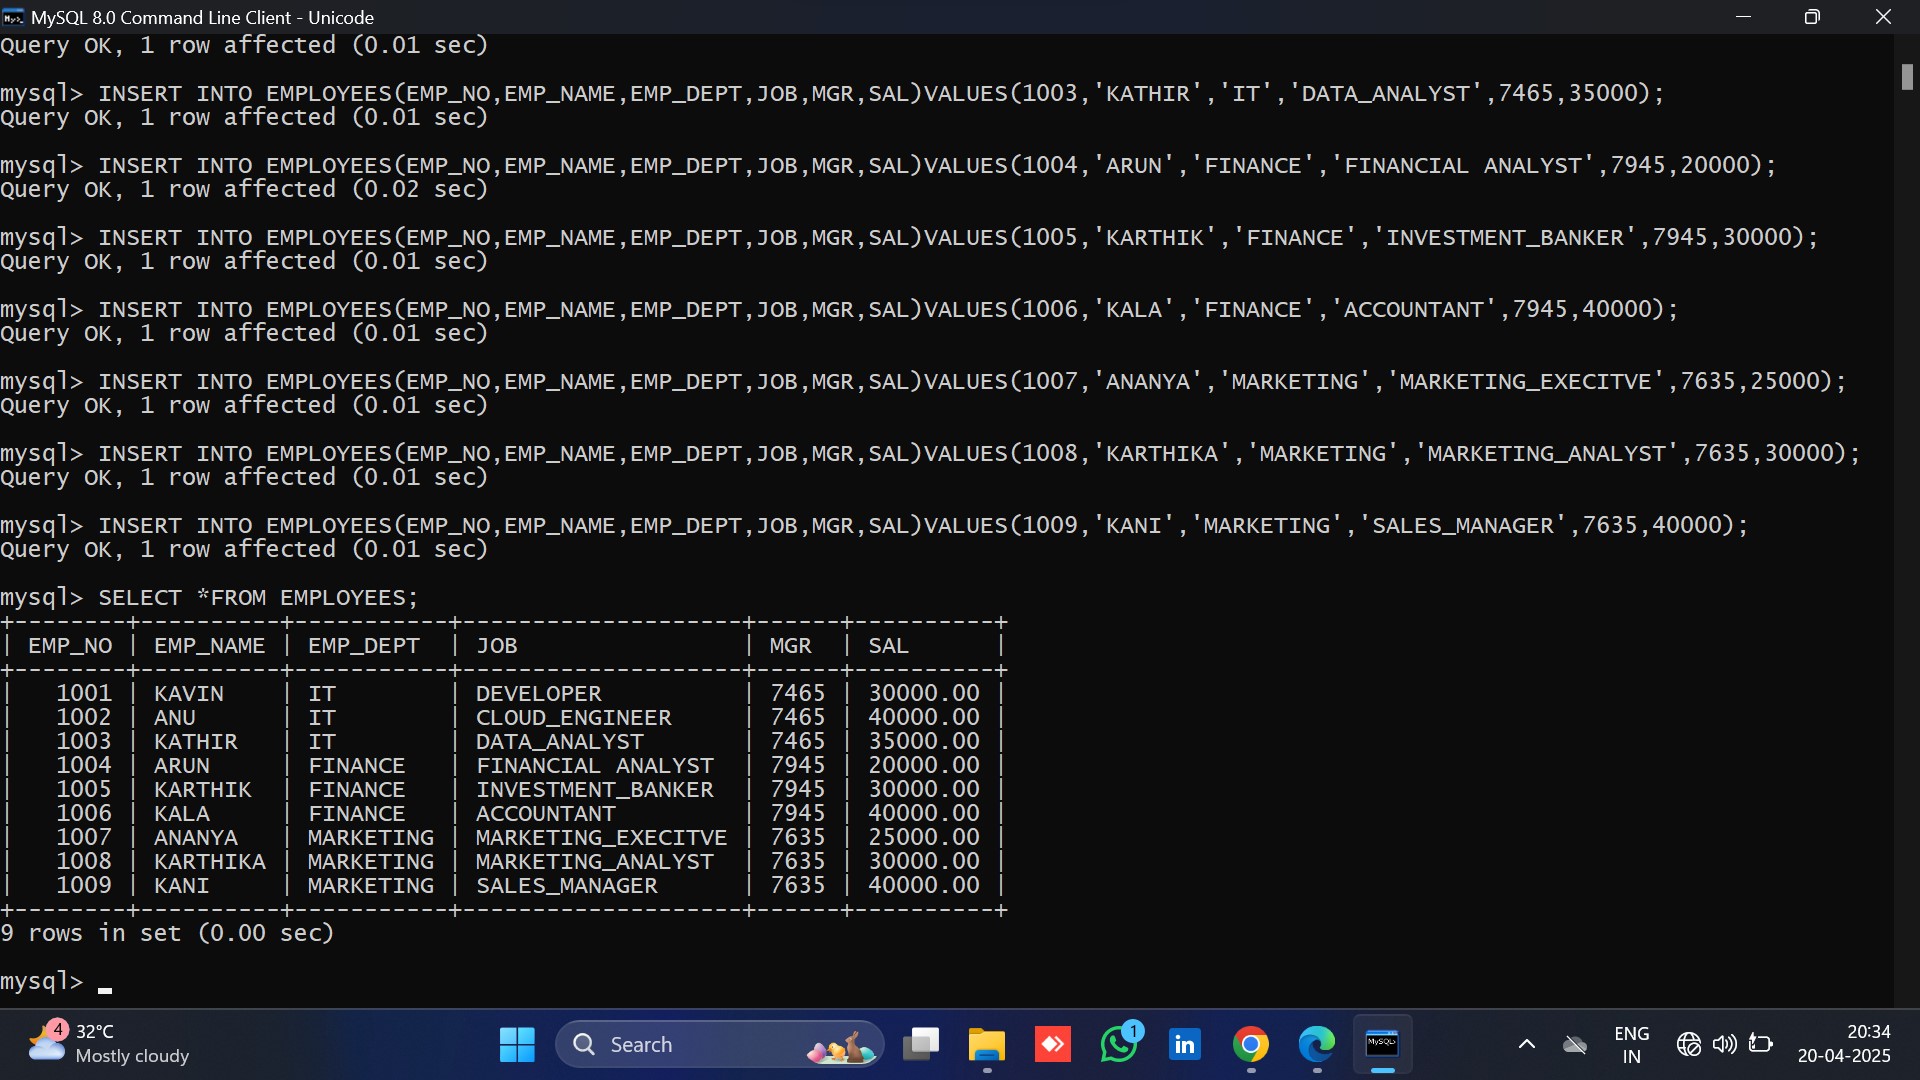 MySQL 8.0 Command Line Client - Unicode
Query OK, 1 row affected (0.01 sec)
mysql> INSERT INTO EMPLOYEES(EMP_NO,EMP_NAME,EMP_DEPT,JOB,MGR,SAL)VALUES(1003,'KATHIR','IT','DATA_ANALYST',7465,35000);
Query OK, 1 row affected (0.01 sec)
mysql> INSERT INTO EMPLOYEES(EMP_NO,EMP_NAME,EMP_DEPT,JOB,MGR,SAL)VALUES(1004,'ARUN','FINANCE','FINANCIAL ANALYST',7945,20000);
Query OK, 1 row affected (0.02 sec)
mysql> INSERT INTO EMPLOYEES(EMP_NO,EMP_NAME,EMP_DEPT,JOB,MGR,SAL)VALUES(1005,'KARTHIK','FINANCE','INVESTMENT_BANKER',7945,30000);
Query OK, 1 row affected (0.01 sec)
mysql> INSERT INTO EMPLOYEES(EMP_NO,EMP_NAME,EMP_DEPT,JOB,MGR,SAL)VALUES(1006,'KALA','FINANCE','ACCOUNTANT',7945,40000);
Query OK, 1 row affected (0.01 sec)
mysql> INSERT INTO EMPLOYEES(EMP_NO,EMP_NAME,EMP_DEPT,JOB,MGR,SAL)VALUES(1007,'ANANYA','MARKETING','MARKETING_EXECITVE',7635,25000);
Query OK, 1 row affected (0.01 sec)
mysql> INSERT INTO EMPLOYEES(EMP_NO,EMP_NAME,EMP_DEPT,JOB,MGR,SAL)VALUES(1008,'KARTHIKA','MARKETING','MARKETING_ANALYST',7635,30000);
Query OK, 1 row affected (0.01 sec)
mysql> INSERT INTO EMPLOYEES(EMP_NO,EMP_NAME,EMP_DEPT,JOB,MGR,SAL)VALUES(1009,'KANI','MARKETING','SALES_MANAGER',7635,40000);
Query OK, 1 row affected (0.01 sec)
mysql> SELECT *FROM EMPLOYEES;
+--------+----------+-----------+--------------------+------+----------+
| EMP_NO | EMP_NAME | EMP_DEPT  | JOB                | MGR  | SAL      |
+--------+----------+-----------+--------------------+------+----------+
|   1001 | KAVIN    | IT        | DEVELOPER          | 7465 | 30000.00 |
|   1002 | ANU      | IT        | CLOUD_ENGINEER     | 7465 | 40000.00 |
|   1003 | KATHIR   | IT        | DATA_ANALYST       | 7465 | 35000.00 |
|   1004 | ARUN     | FINANCE   | FINANCIAL ANALYST  | 7945 | 20000.00 |
|   1005 | KARTHIK  | FINANCE   | INVESTMENT_BANKER  | 7945 | 30000.00 |
|   1006 | KALA     | FINANCE   | ACCOUNTANT         | 7945 | 40000.00 |
|   1007 | ANANYA   | MARKETING | MARKETING_EXECITVE | 7635 | 25000.00 |
|   1008 | KARTHIKA | MARKETING | MARKETING_ANALYST  | 7635 | 30000.00 |
|   1009 | KANI     | MARKETING | SALES_MANAGER      | 7635 | 40000.00 |
+--------+----------+-----------+--------------------+------+----------+
9 rows in set (0.00 sec)
mysql> _
4
32°C
Mostly cloudy
Search
1
in
MySQL>
ENG
IN
20:34
20-04-2025